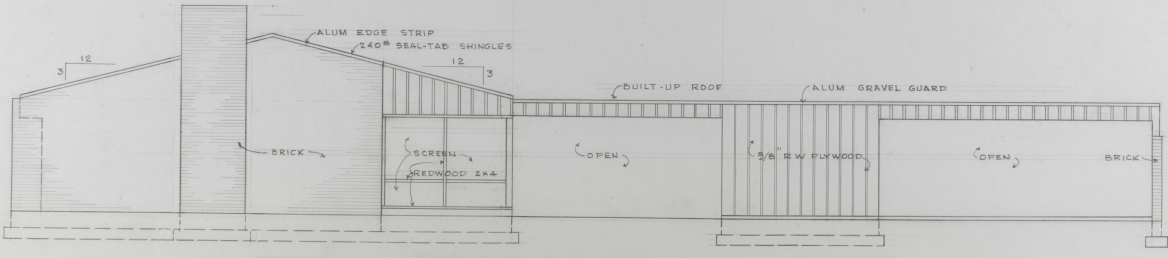 ALUM EDGE STRIP
240# SEAL-TAB SHINGLES
12
3
12
3
BUILT-UP ROOF
ALUM GRAVEL GUARD
BRICK
SCREEN
REDWOOD 2x4
OPEN
5/8" R.W. PLYWOOD
OPEN
BRICK